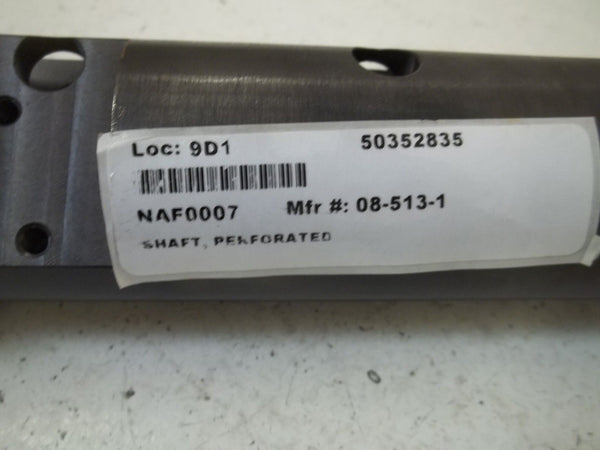 Loc: 9D1 50352835
NAF0007 Mfr #: 08-513-1
SHAFT, PERFORATED